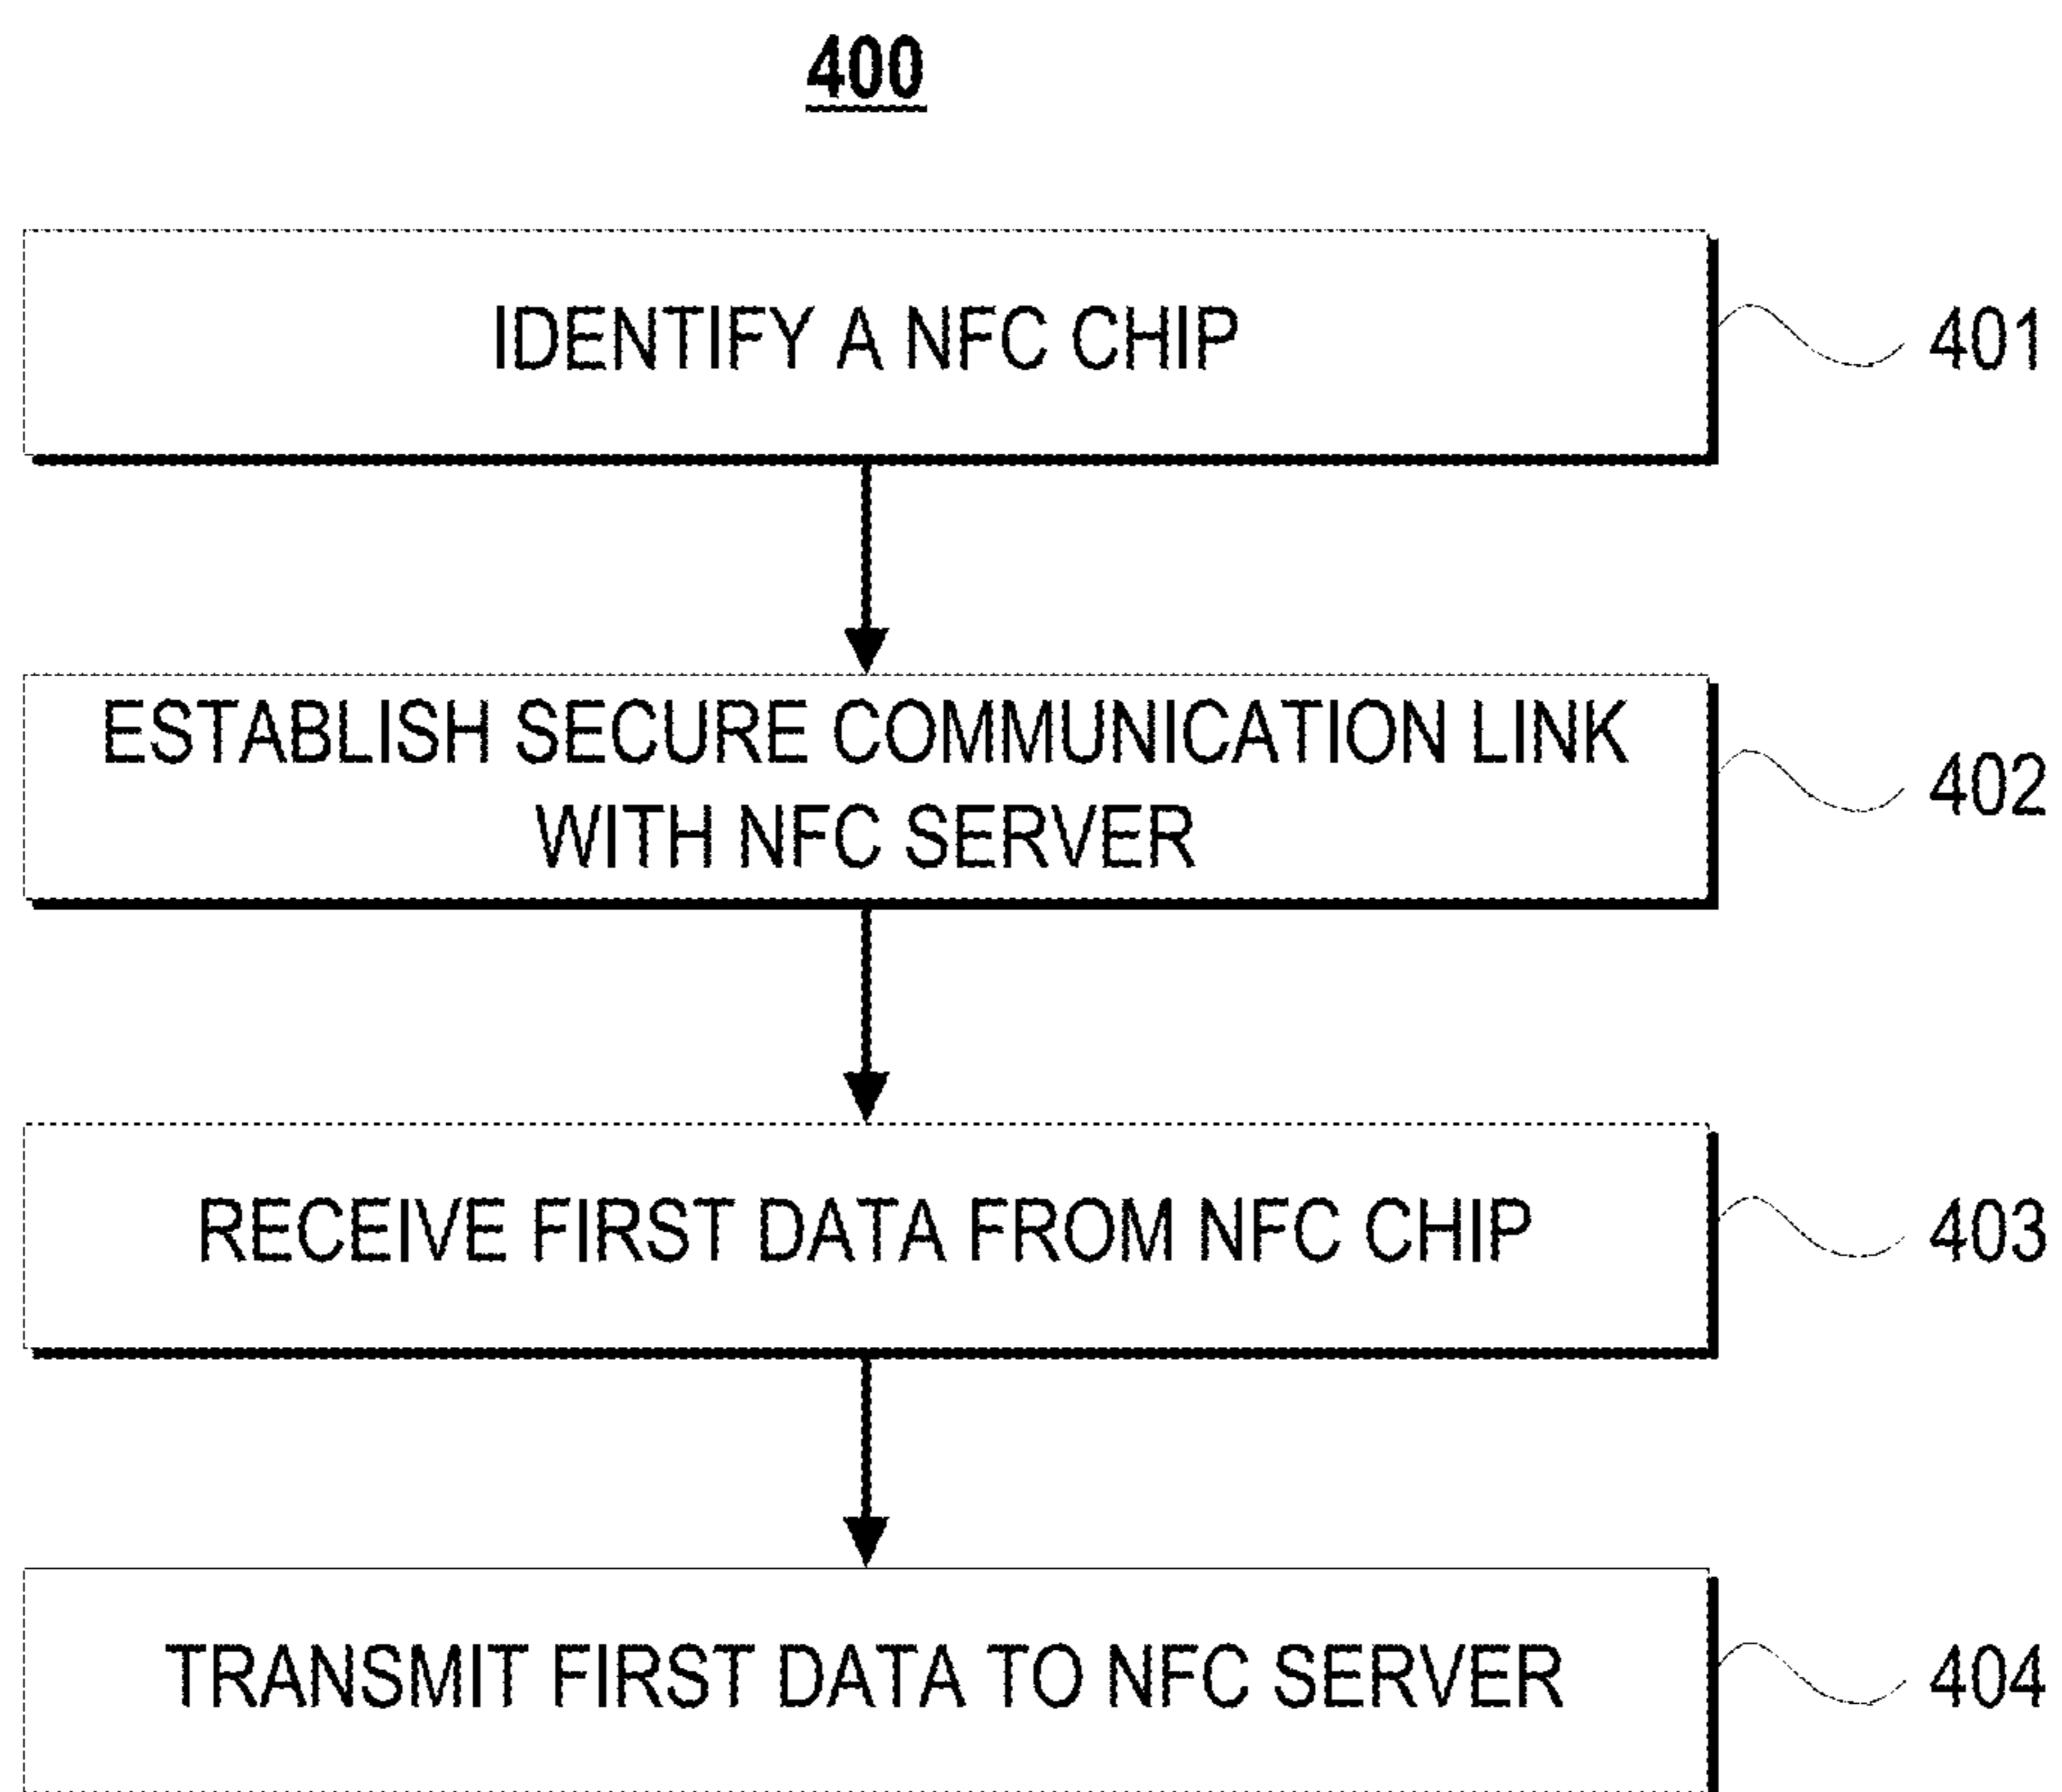 400
IDENTIFY A NFC CHIP
401
ESTABLISH SECURE COMMUNICATION LINK
WITH NFC SERVER
402
RECEIVE FIRST DATA FROM NFC CHIP
403
TRANSMIT FIRST DATA TO NFC SERVER
404